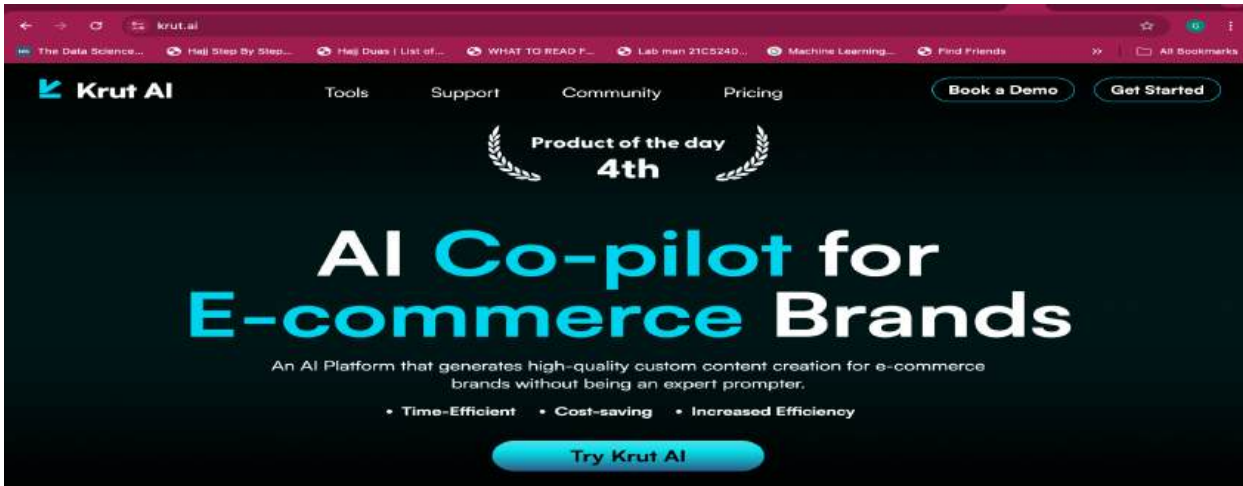 krut.ai
G
The Data Science... Hajj Step By Step... Hajj Duas | List of... WHAT TO READ F... Lab man 21CS240... Machine Learning... Find Friends » All Bookmarks
Krut AI Tools Support Community Pricing Book a Demo Get Started
Product of the day
4th
AI Co-pilot for
E-commerce Brands
An AI Platform that generates high-quality custom content creation for e-commerce
brands without being an expert prompter.
• Time-Efficient • Cost-saving • Increased Efficiency
Try Krut AI